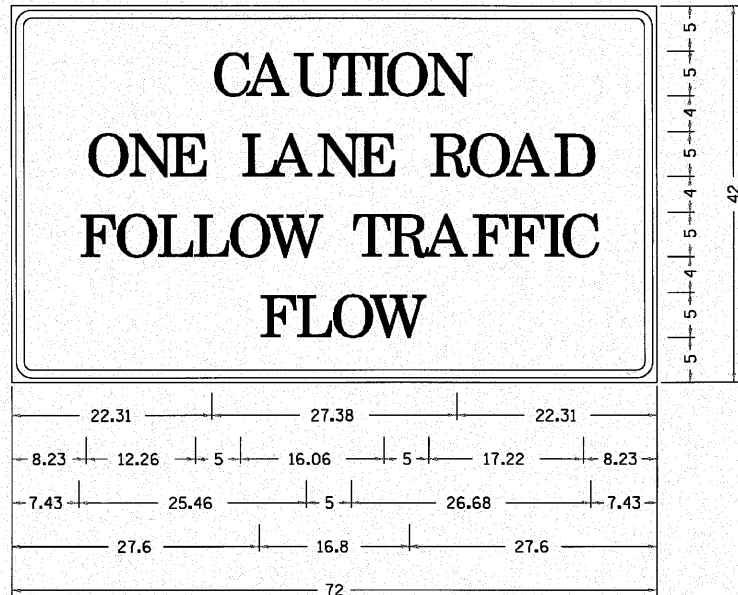 CAUTION
ONE LANE ROAD
FOLLOW TRAFFIC
FLOW
5
5
4
5
4
5
4
5
5
42
22.31 27.38 22.31
8.23 12.26 5 16.06 5 17.22 8.23
7.43 25.46 5 26.68 7.43
27.6 16.8 27.6
72